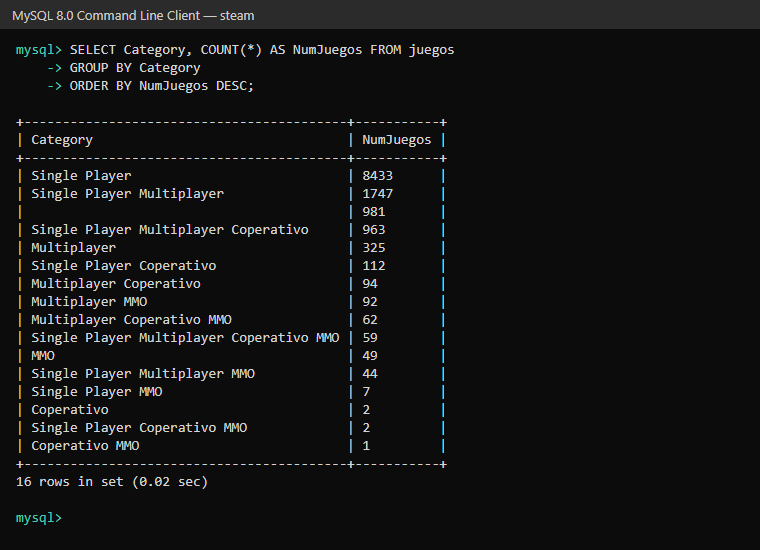 MySQL 8.0 Command Line Client — steam
mysql> SELECT Category, COUNT(*) AS NumJuegos FROM juegos
    -> GROUP BY Category
    -> ORDER BY NumJuegos DESC;
+------------------------------------------+-----------+
| Category                                 | NumJuegos |
+------------------------------------------+-----------+
| Single Player                            | 8433      |
| Single Player Multiplayer                | 1747      |
|                                          | 981       |
| Single Player Multiplayer Coperativo     | 963       |
| Multiplayer                              | 325       |
| Single Player Coperativo                 | 112       |
| Multiplayer Coperativo                   | 94        |
| Multiplayer MMO                          | 92        |
| Multiplayer Coperativo MMO               | 62        |
| Single Player Multiplayer Coperativo MMO | 59        |
| MMO                                      | 49        |
| Single Player Multiplayer MMO            | 44        |
| Single Player MMO                        | 7         |
| Coperativo                               | 2         |
| Single Player Coperativo MMO             | 2         |
| Coperativo MMO                           | 1         |
+------------------------------------------+-----------+
16 rows in set (0.02 sec)
mysql>